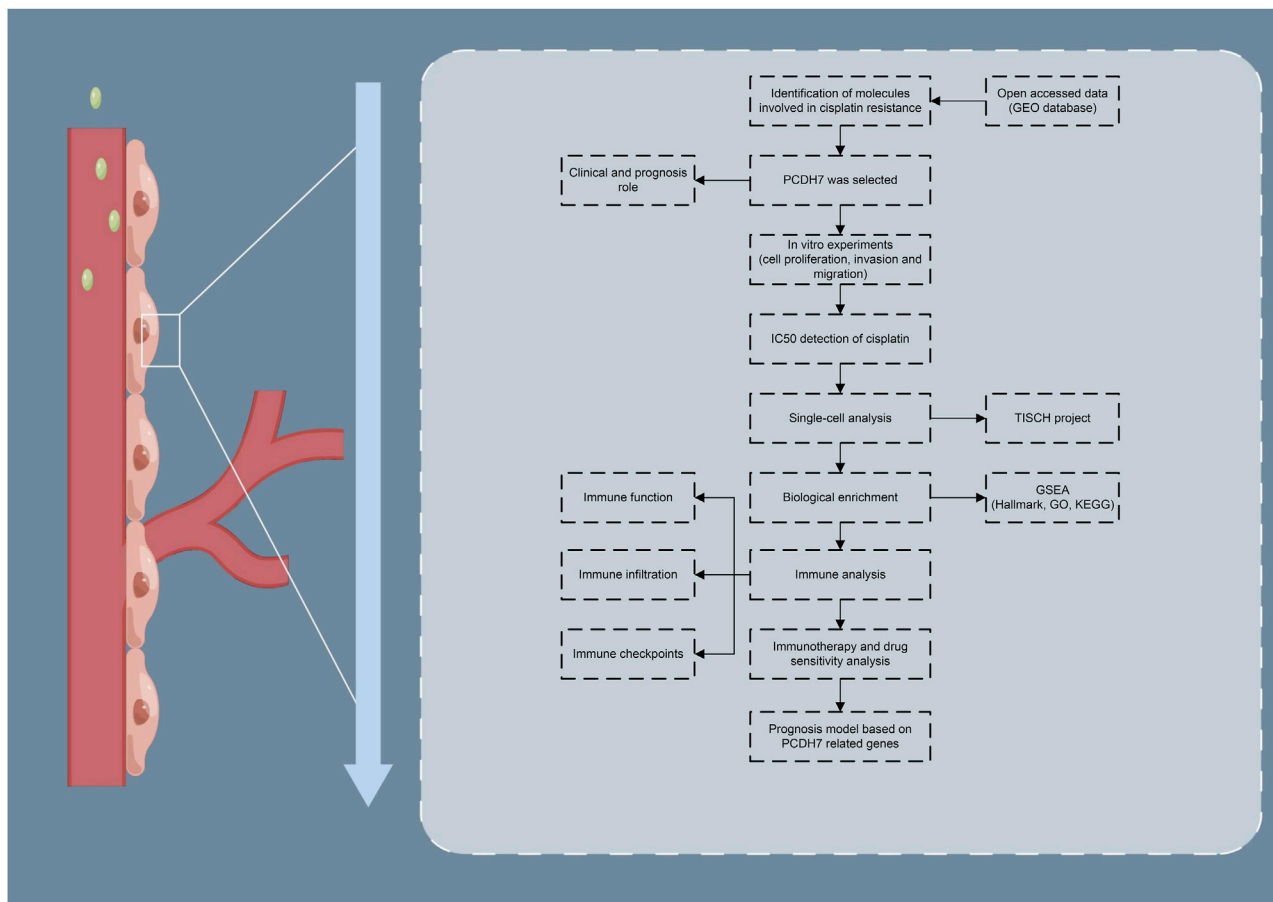 Identification of molecules
involved in cisplatin resistance
Open accessed data
(GEO database)
Clinical and prognosis
role
PCDH7 was selected
In vitro experiments
(cell proliferation, invasion and
migration)
IC50 detection of cisplatin
Single-cell analysis
TISCH project
Immune function
Biological enrichment
GSEA
(Hallmark, GO, KEGG)
Immune infiltration
Immune analysis
Immune checkpoints
Immunotherapy and drug
sensitivity analysis
Prognosis model based on
PCDH7 related genes